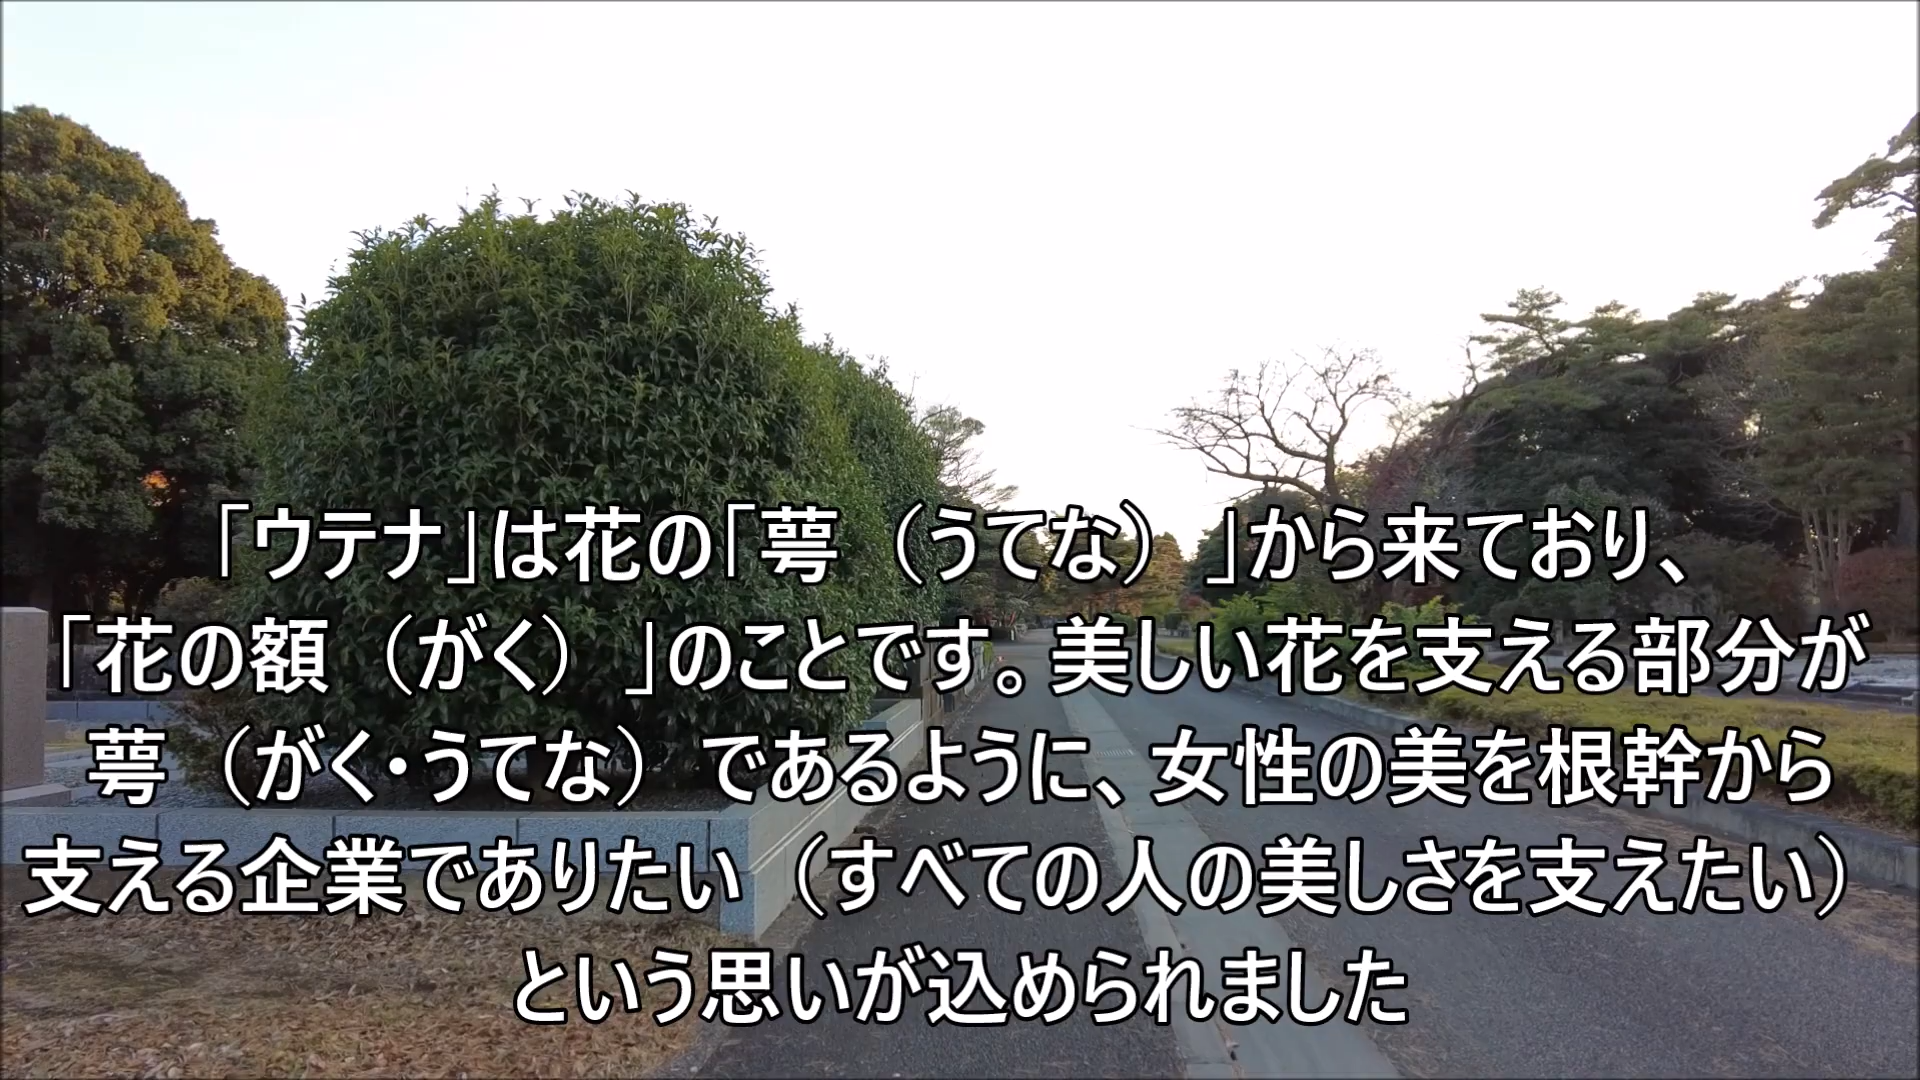 「ウテナ」は花の「萼（うてな）」から来ており、
「花の額（がく）」のことです。美しい花を支える部分が
萼（がく・うてな）であるように、女性の美を根幹から
支える企業でありたい（すべての人の美しさを支えたい）
という思いが込められました